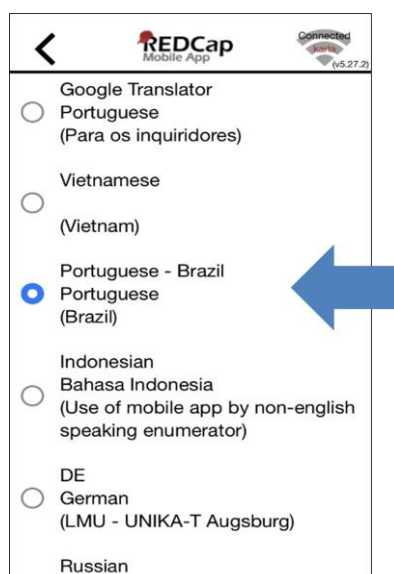 REDCap
Mobile App
Connected
karla
(v5.27.2)
Google Translator
Portuguese
(Para os inquiridores)
Vietnamese
(Vietnam)
Portuguese - Brazil
Portuguese
(Brazil)
Indonesian
Bahasa Indonesia
(Use of mobile app by non-english
speaking enumerator)
DE
German
(LMU - UNIKA-T Augsburg)
Russian